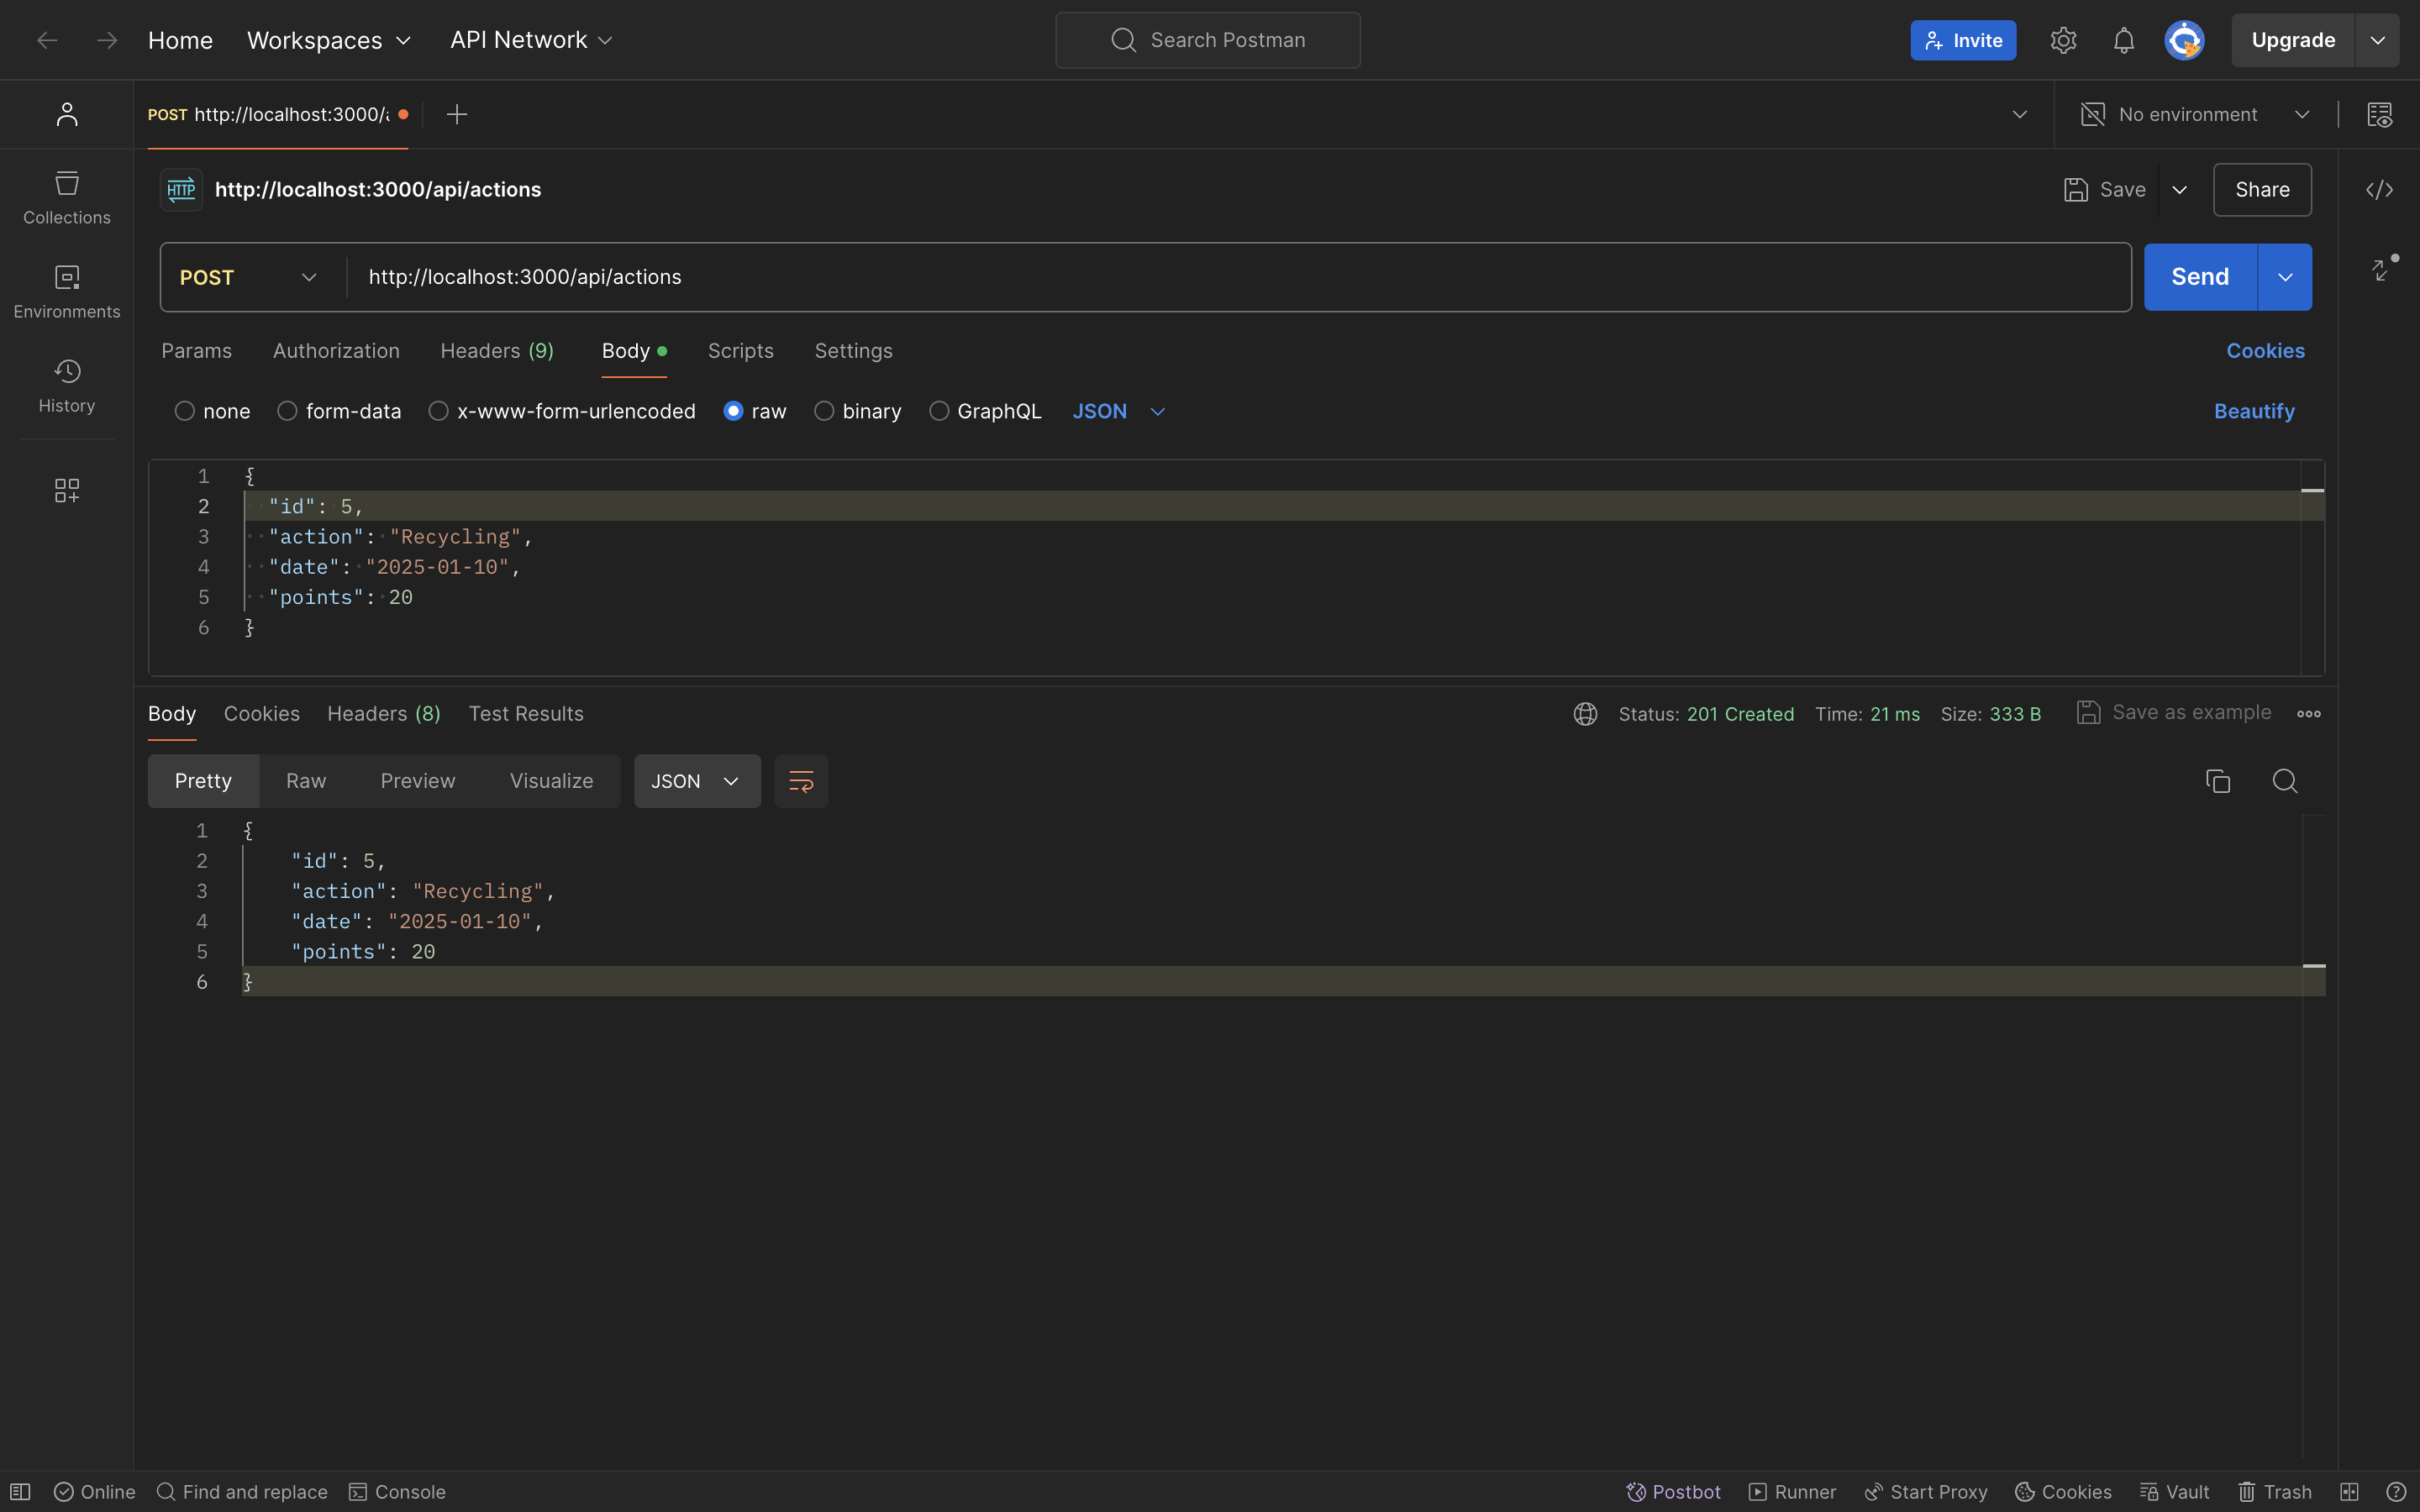 Home Workspaces API Network Search Postman Invite Upgrade
POST http://localhost:3000/a No environment
HTTP http://localhost:3000/api/actions Save Share
Collections
POST http://localhost:3000/api/actions Send
Environments
Params Authorization Headers (9) Body Scripts Settings Cookies
History
none form-data x-www-form-urlencoded raw binary GraphQL JSON Beautify
1 {
2 "id": 5,
3 "action": "Recycling",
4 "date": "2025-01-10",
5 "points": 20
6 }
Body Cookies Headers (8) Test Results Status: 201 Created Time: 21 ms Size: 333 B Save as example
Pretty Raw Preview Visualize JSON
1 {
2 "id": 5,
3 "action": "Recycling",
4 "date": "2025-01-10",
5 "points": 20
6 }
Online Find and replace Console Postbot Runner Start Proxy Cookies Vault Trash